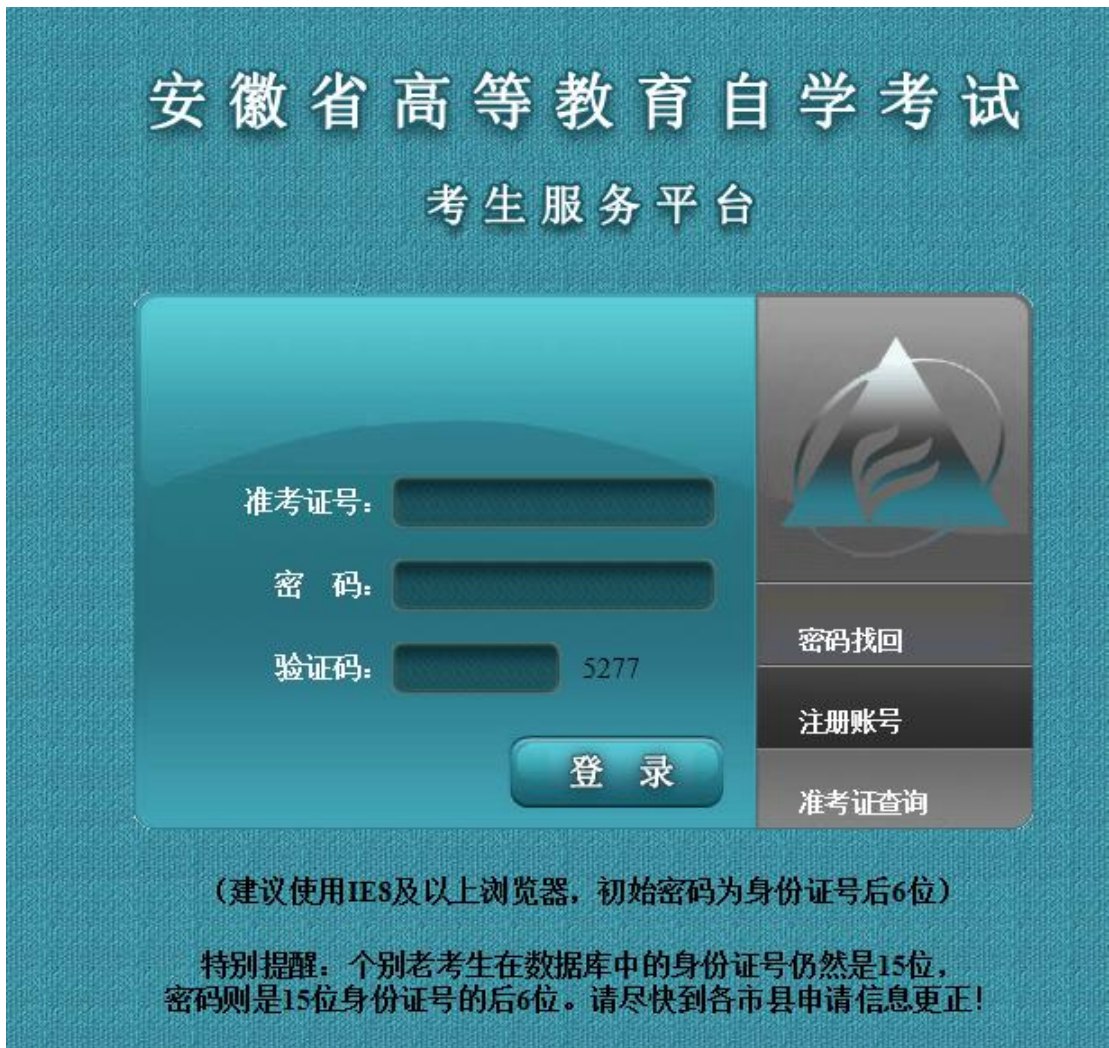 安徽省高等教育自学考试
考生服务平台
准考证号：
密 码：
验证码：
5277
登 录
密码找回
注册账号
准考证查询
（建议使用IE8及以上浏览器，初始密码为身份证号后6位）
特别提醒：个别老考生在数据库中的身份证号仍然是15位，
密码则是15位身份证号的后6位。请尽快到各市县申请信息更正！